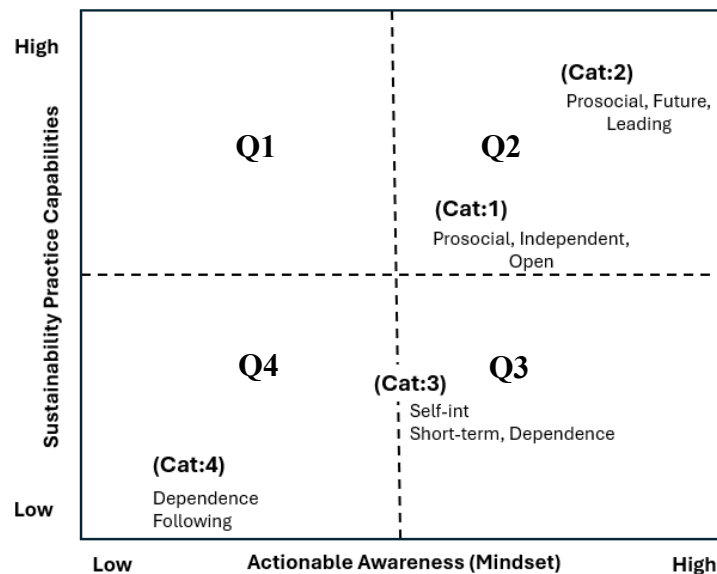 High
(Cat:2)
Prosocial, Future,
Leading
Q1
Q2
(Cat:1)
Prosocial, Independent,
Open
Sustainability Practice Capabilities
Q4
Q3
(Cat:3)
Self-int
Short-term, Dependence
(Cat:4)
Dependence
Following
Low
Low
Actionable Awareness (Mindset)
High